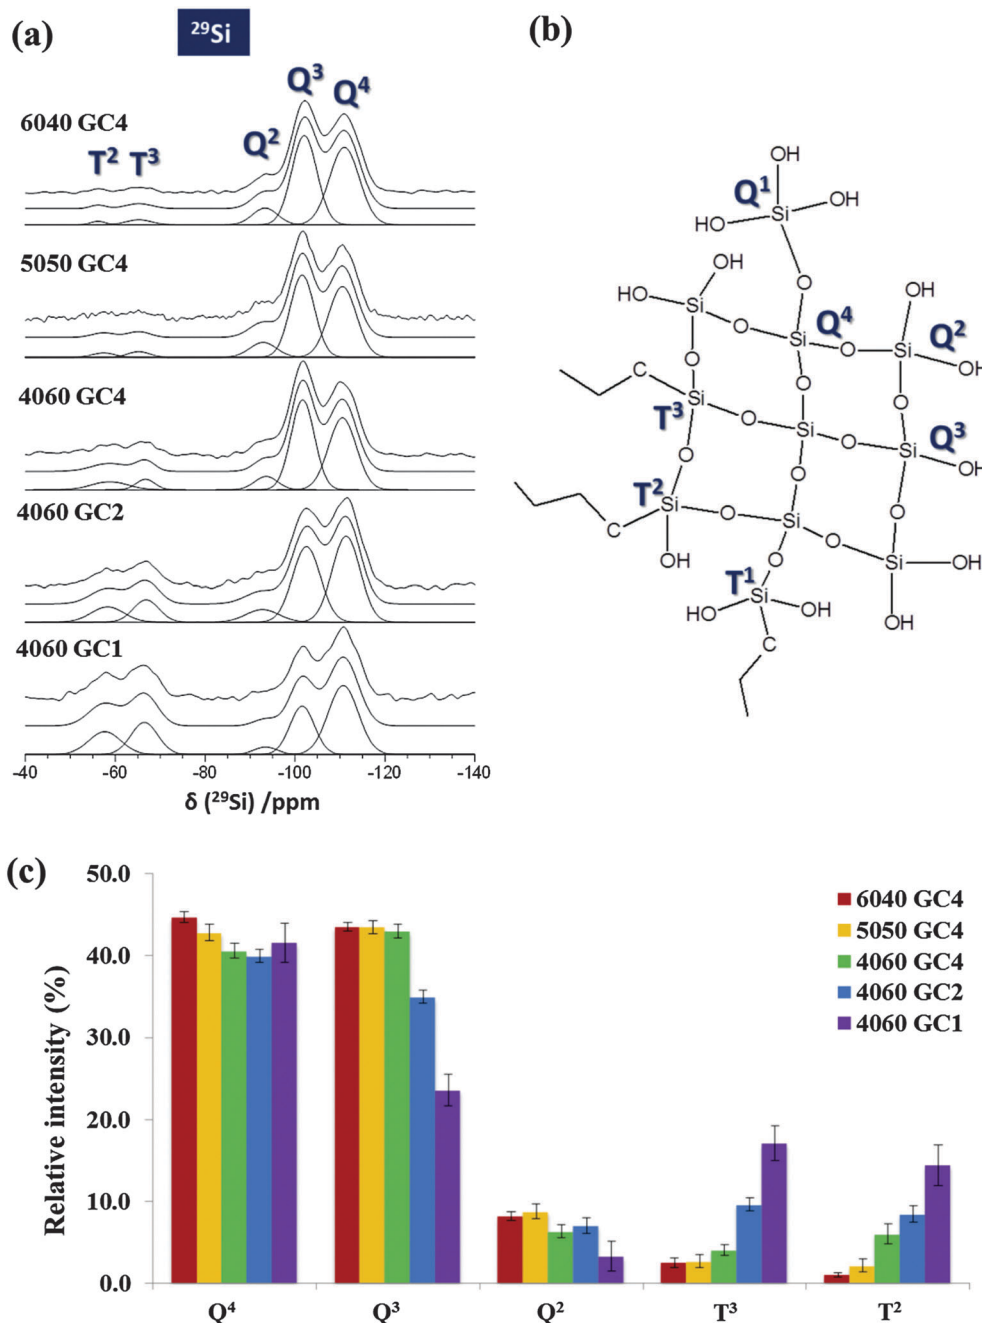 (a)
²⁹Si
Q³
Q⁴
6040 GC4
Q²
T² T³
5050 GC4
4060 GC4
4060 GC2
4060 GC1
-40 -60 -80 -100 -120 -140
δ (²⁹Si) /ppm
(b)
OH
Q¹
OH
HO Si
OH
O
OH
HO
Si
O
Q⁴
Si
O
Q²
Si
OH
O
C
O
O
T³
Si
O
Si
O
Q³
Si
OH
O
T²
Si
O
O
O
C
Si
O
OH
O
Si
OH
T¹
Si
HO
OH
OH
C
(c)
50.0
40.0
30.0
20.0
10.0
0.0
Relative intensity (%)
6040 GC4
5050 GC4
4060 GC4
4060 GC2
4060 GC1
Q⁴ Q³ Q² T³ T²